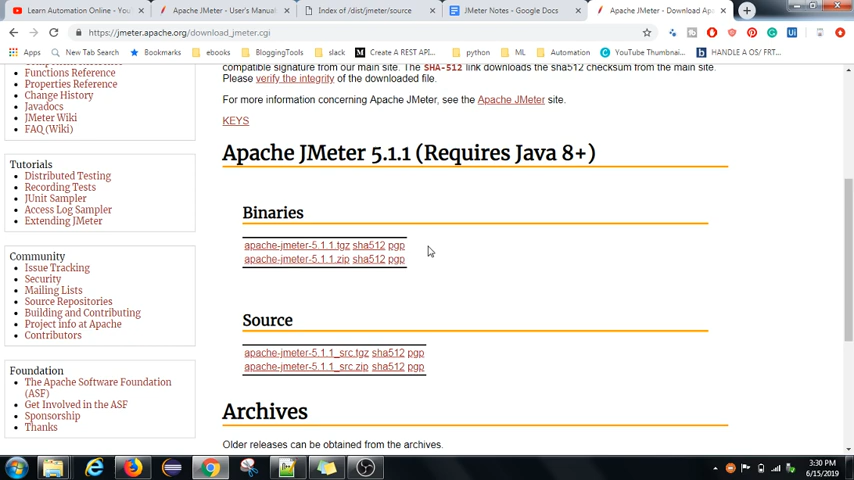 Learn Automation Online - You
Apache JMeter - User's Manual:
Index of /dist/jmeter/source
JMeter Notes - Google Docs
Apache JMeter - Download Apa
https://jmeter.apache.org/download_jmeter.cgi
Apps
New Tab Search
Bookmarks
ebooks
BloggingTools
slack
Create A REST API...
python
ML
Automation
YouTube Thumbnai...
HANDLE A OS/ FRT...
Functions Reference
Properties Reference
Change History
Javadocs
JMeter Wiki
FAQ (Wiki)
Tutorials
Distributed Testing
Recording Tests
JUnit Sampler
Access Log Sampler
Extending JMeter
Community
Issue Tracking
Security
Mailing Lists
Source Repositories
Building and Contributing
Project info at Apache
Contributors
Foundation
The Apache Software Foundation
(ASF)
Get Involved in the ASF
Sponsorship
Thanks
compatible signature from our main site. The SHA-512 link downloads the sha512 checksum from the main site.
Please verify the integrity of the downloaded file.
For more information concerning Apache JMeter, see the Apache JMeter site.
KEYS
Apache JMeter 5.1.1 (Requires Java 8+)
Binaries
apache-jmeter-5.1.1.tgz sha512 pgp
apache-jmeter-5.1.1.zip sha512 pgp
Source
apache-jmeter-5.1.1_src.tgz sha512 pgp
apache-jmeter-5.1.1_src.zip sha512 pgp
Archives
Older releases can be obtained from the archives.
3:30 PM
6/15/2019